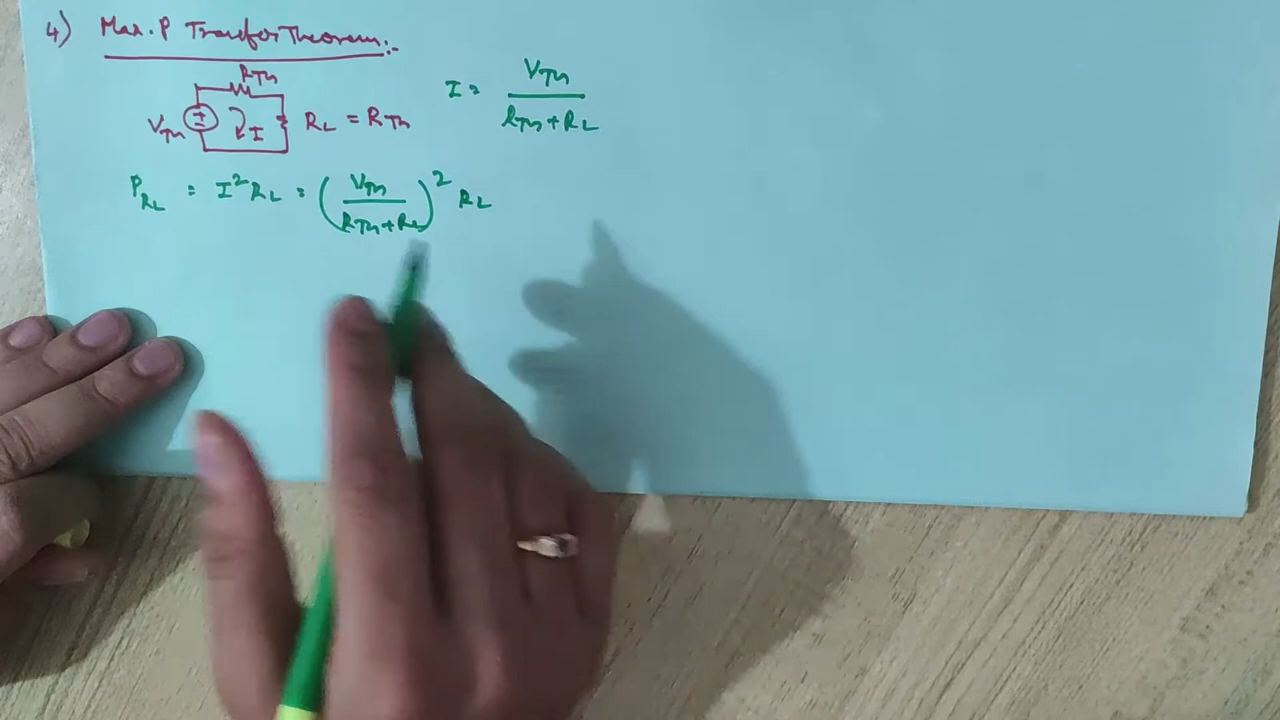 4) Max. P Transfer Theorem:-
RTh
VTh I RL = RTh
I = VTh / RTh+RL
PRL = I²RL = (VTh / RTh+RL)² RL